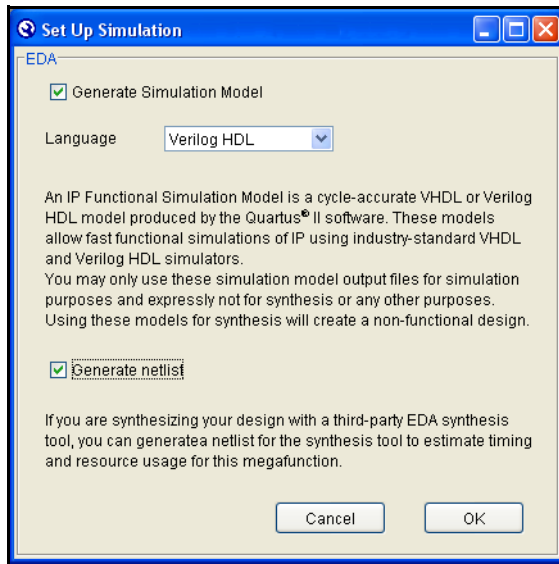 Set Up Simulation
EDA
Generate Simulation Model
Language Verilog HDL
An IP Functional Simulation Model is a cycle-accurate VHDL or Verilog
HDL model produced by the Quartus® II software. These models
allow fast functional simulations of IP using industry-standard VHDL
and Verilog HDL simulators.
You may only use these simulation model output files for simulation
purposes and expressly not for synthesis or any other purposes.
Using these models for synthesis will create a non-functional design.
Generate netlist
If you are synthesizing your design with a third-party EDA synthesis
tool, you can generatea netlist for the synthesis tool to estimate timing
and resource usage for this megafunction.
Cancel OK